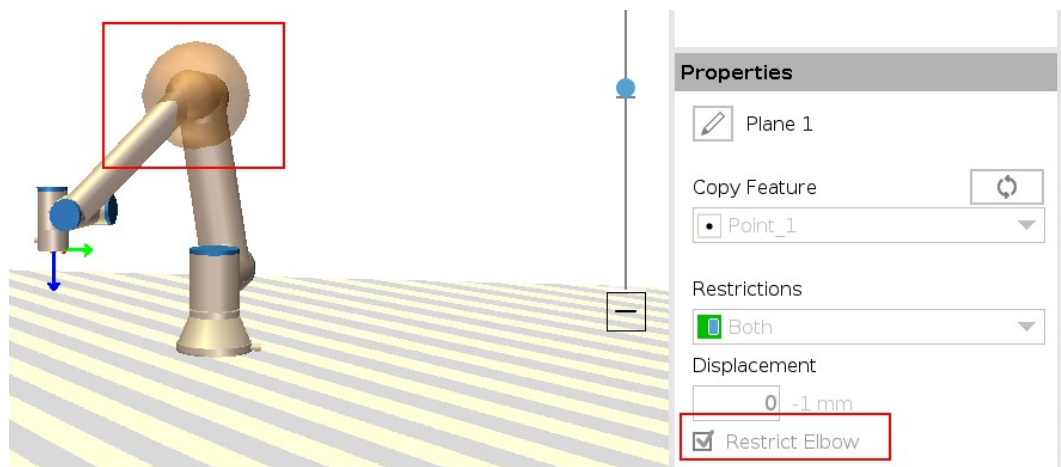 Properties
Plane 1
Copy Feature
Point_1
Restrictions
Both
Displacement
0 -1 mm
Restrict Elbow